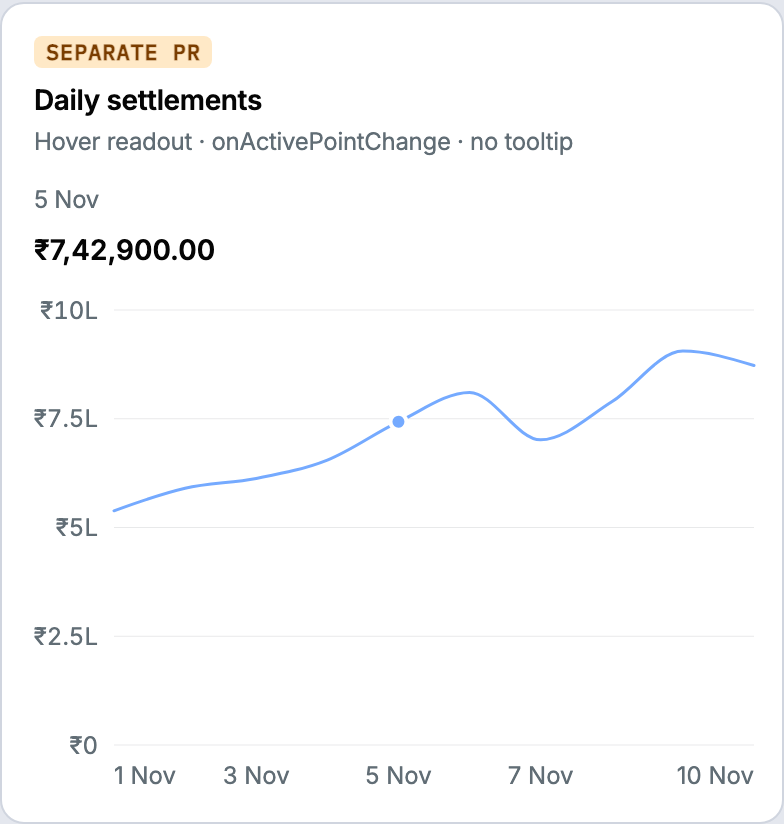 SEPARATE PR
Daily settlements
Hover readout · onActivePointChange · no tooltip
5 Nov
₹7,42,900.00
₹10L
₹7.5L
₹5L
₹2.5L
₹0
1 Nov 3 Nov 5 Nov 7 Nov 10 Nov